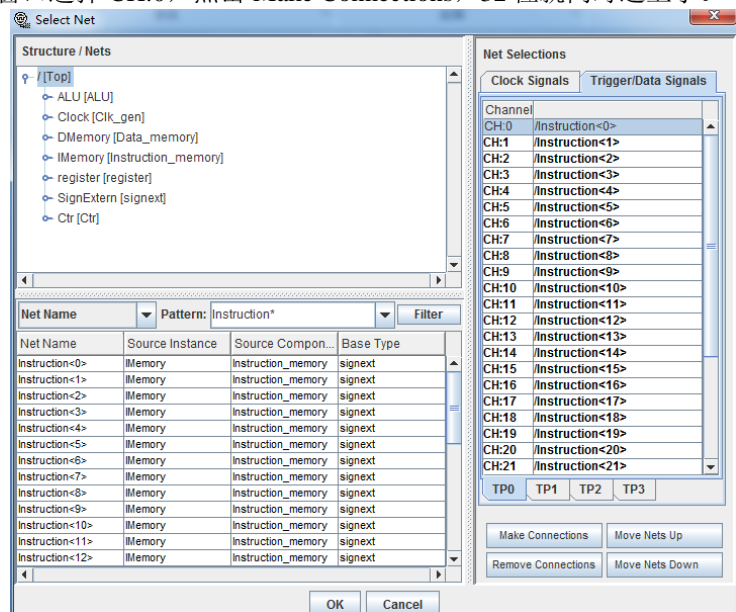 选择 CH:0, 点击 Make Connections, 32
Select Net
Structure / Nets
/ [Top]
ALU [ALU]
Clock [Clk_gen]
DMemory [Data_memory]
IMemory [Instruction_memory]
register [register]
SignExtern [signext]
Ctr [Ctr]
Net Name Pattern: Instruction* Filter
Net Name Source Instance Source Compon... Base Type
Instruction<0> IMemory Instruction_memory signext
Instruction<1> IMemory Instruction_memory signext
Instruction<2> IMemory Instruction_memory signext
Instruction<3> IMemory Instruction_memory signext
Instruction<4> IMemory Instruction_memory signext
Instruction<5> IMemory Instruction_memory signext
Instruction<6> IMemory Instruction_memory signext
Instruction<7> IMemory Instruction_memory signext
Instruction<8> IMemory Instruction_memory signext
Instruction<9> IMemory Instruction_memory signext
Instruction<10> IMemory Instruction_memory signext
Instruction<11> IMemory Instruction_memory signext
Instruction<12> IMemory Instruction_memory signext
Net Selections
Clock Signals Trigger/Data Signals
Channel
CH:0 /Instruction<0>
CH:1 /Instruction<1>
CH:2 /Instruction<2>
CH:3 /Instruction<3>
CH:4 /Instruction<4>
CH:5 /Instruction<5>
CH:6 /Instruction<6>
CH:7 /Instruction<7>
CH:8 /Instruction<8>
CH:9 /Instruction<9>
CH:10 /Instruction<10>
CH:11 /Instruction<11>
CH:12 /Instruction<12>
CH:13 /Instruction<13>
CH:14 /Instruction<14>
CH:15 /Instruction<15>
CH:16 /Instruction<16>
CH:17 /Instruction<17>
CH:18 /Instruction<18>
CH:19 /Instruction<19>
CH:20 /Instruction<20>
CH:21 /Instruction<21>
TP0 TP1 TP2 TP3
Make Connections Move Nets Up
Remove Connections Move Nets Down
OK Cancel